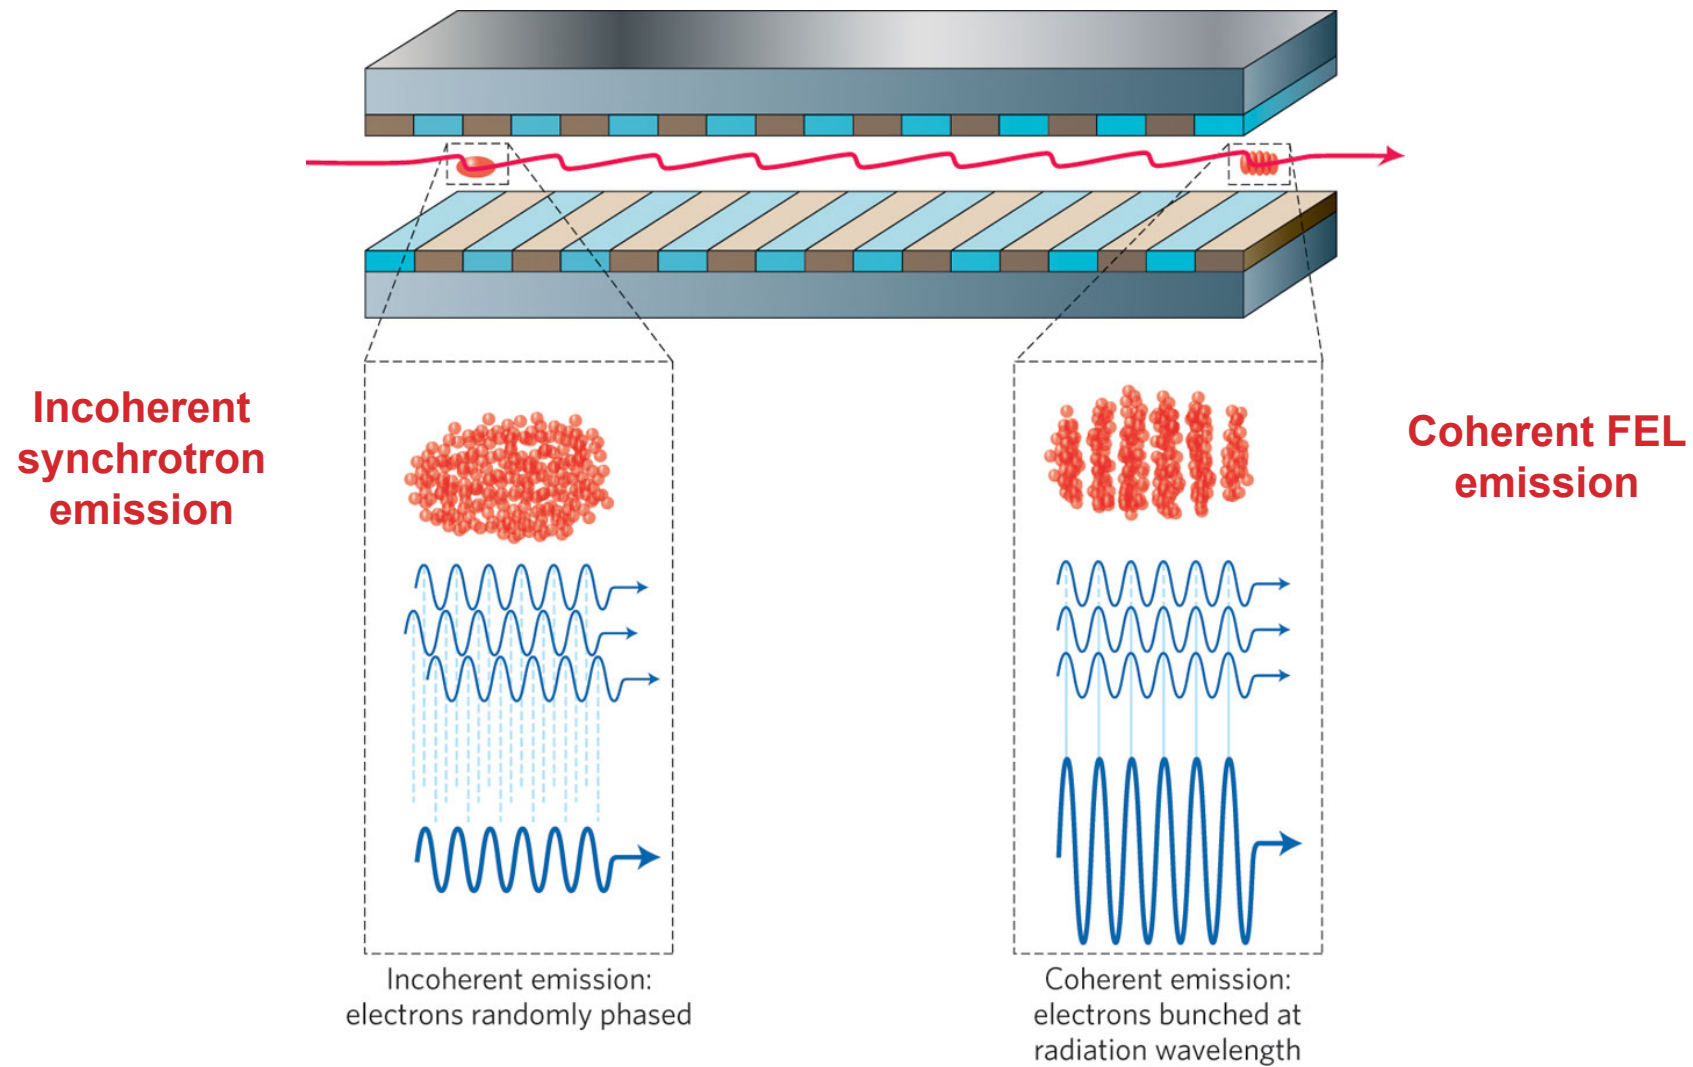 Incoherent
synchrotron
emission
Coherent FEL
emission
Incoherent emission:
electrons randomly phased
Coherent emission:
electrons bunched at
radiation wavelength